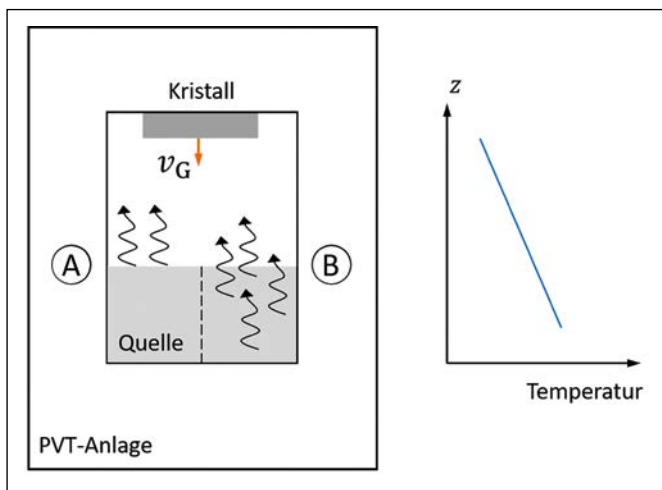 Kristall
v_G
A
B
Quelle
PVT-Anlage
z
Temperatur